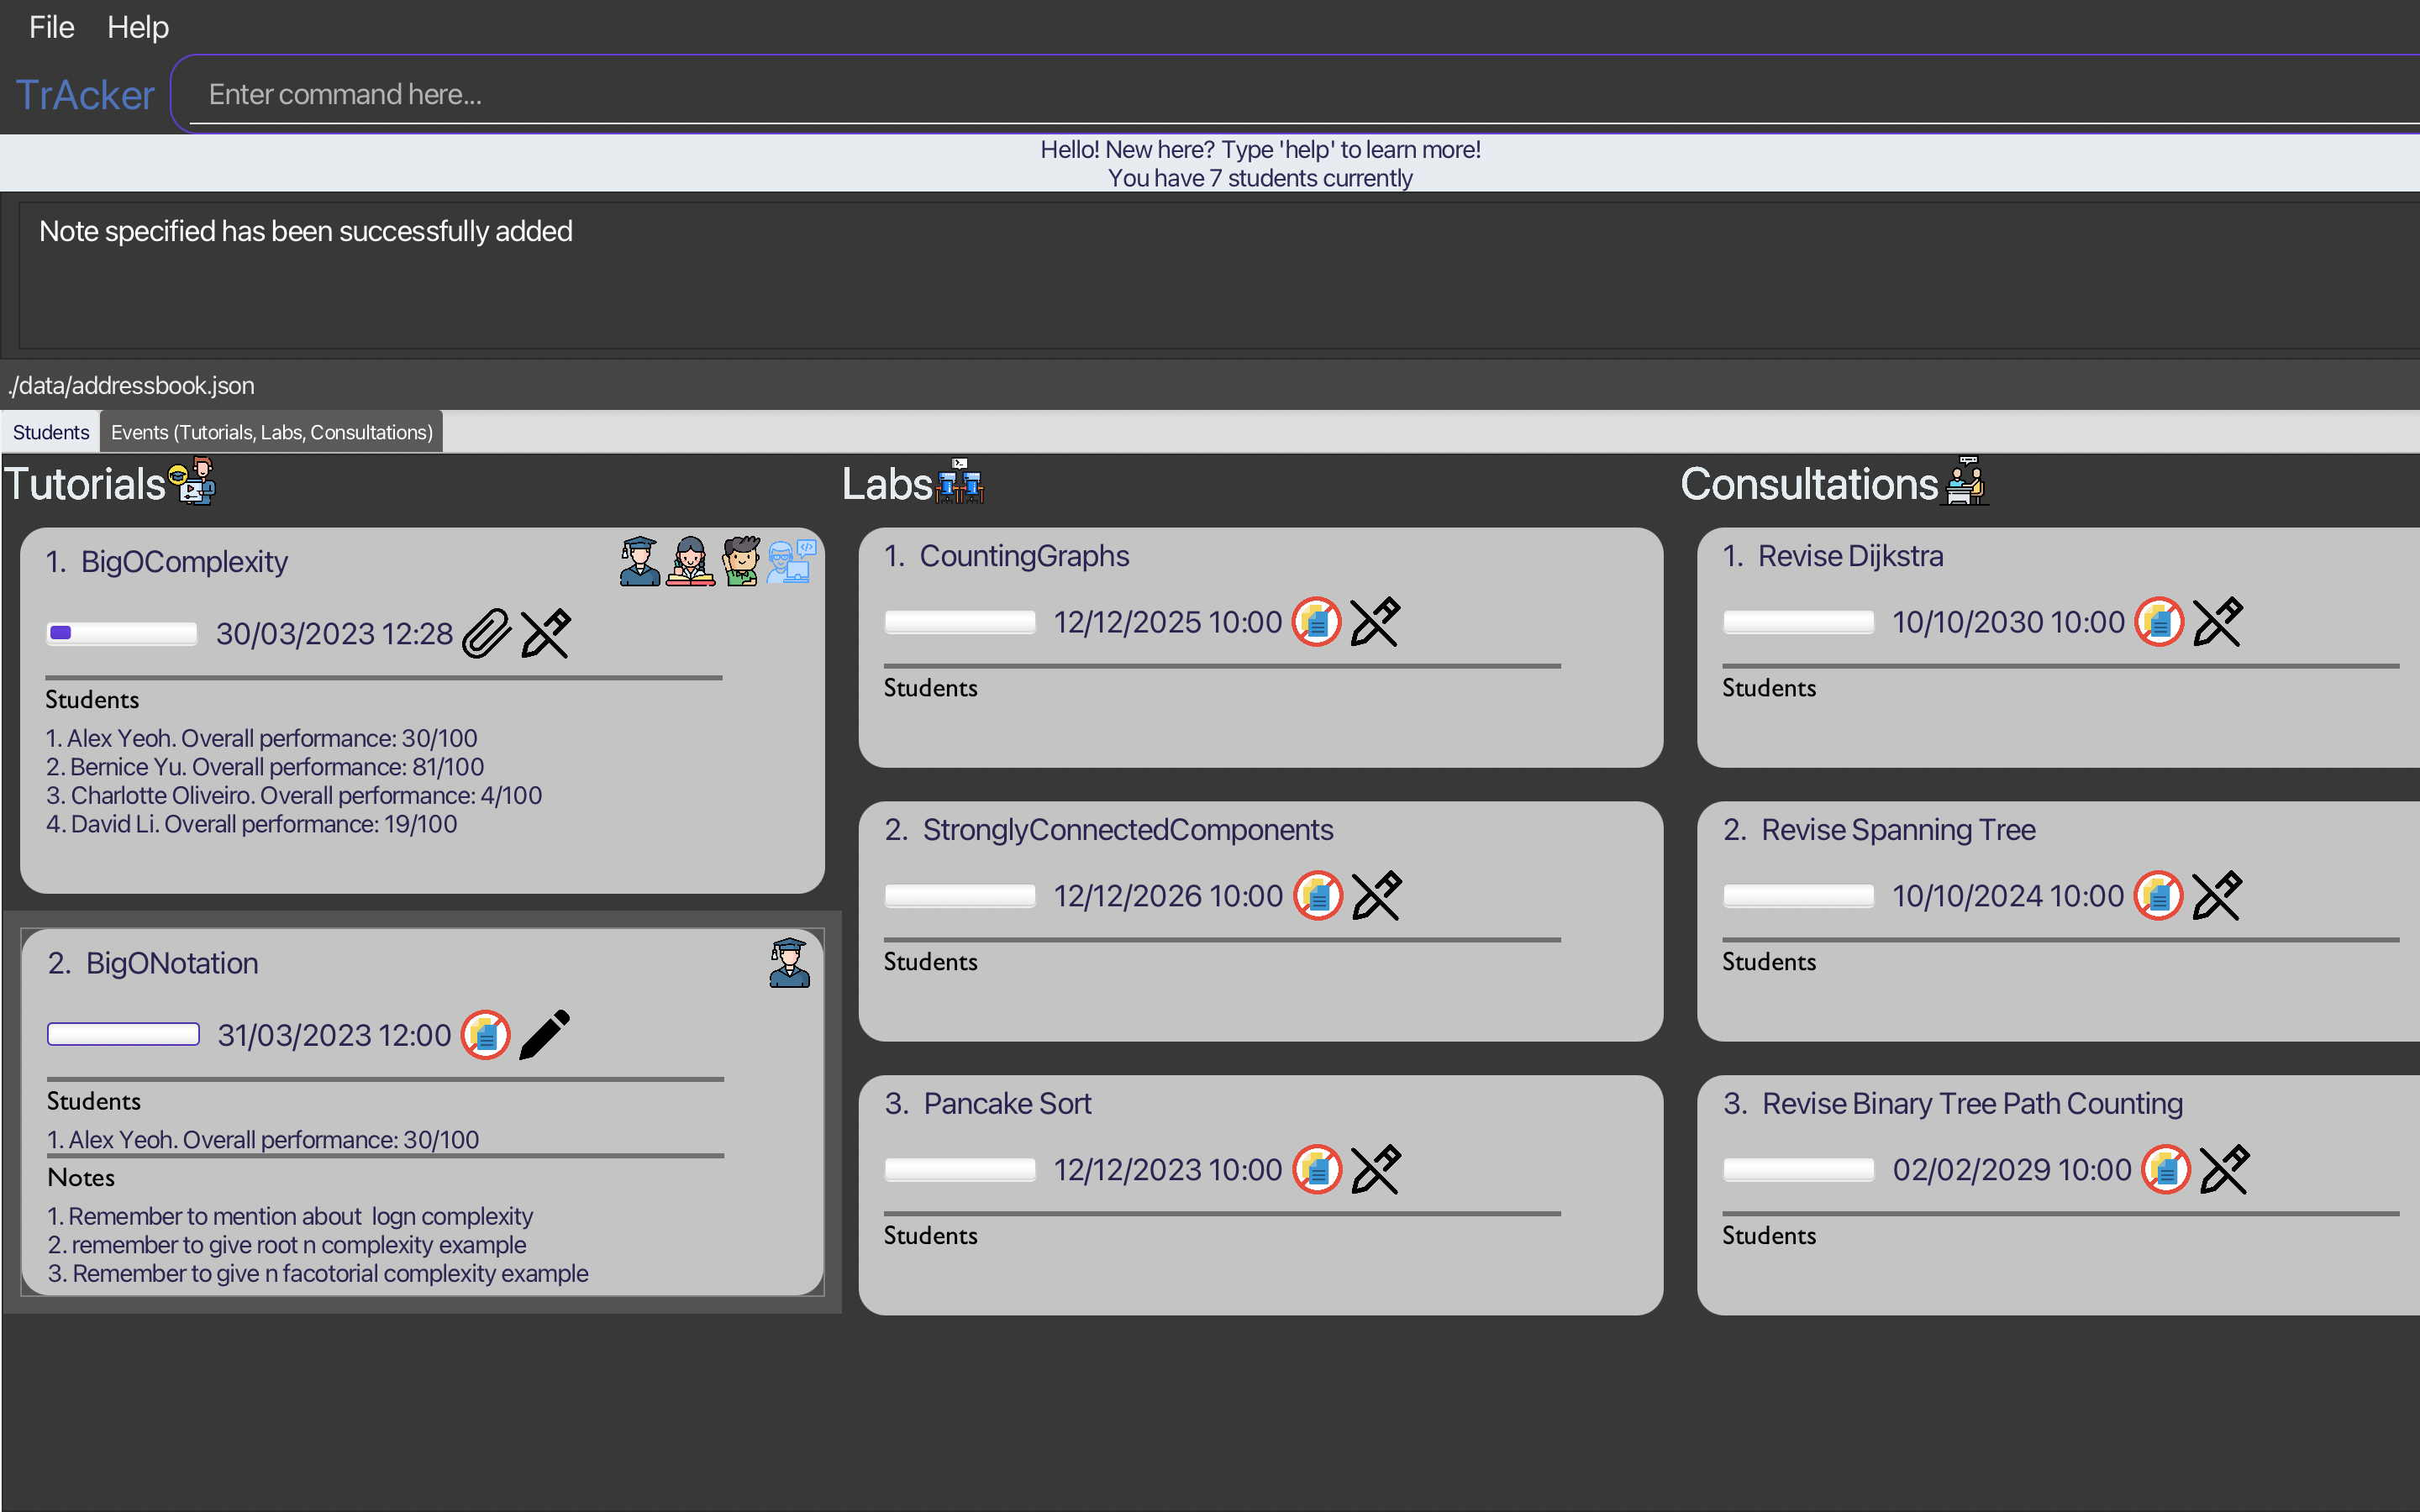 File Help
TrAcker Enter command here...
Hello! New here? Type 'help' to learn more!
You have 7 students currently
Note specified has been successfully added
./data/addressbook.json
Students Events (Tutorials, Labs, Consultations)
Tutorials
1. BigOComplexity
30/03/2023 12:28
Students
1. Alex Yeoh. Overall performance: 30/100
2. Bernice Yu. Overall performance: 81/100
3. Charlotte Oliveiro. Overall performance: 4/100
4. David Li. Overall performance: 19/100
2. BigONotation
31/03/2023 12:00
Students
1. Alex Yeoh. Overall performance: 30/100
Notes
1. Remember to mention about  logn complexity
2. remember to give root n complexity example
3. Remember to give n facotorial complexity example
Labs
1. CountingGraphs
12/12/2025 10:00
Students
2. StronglyConnectedComponents
12/12/2026 10:00
Students
3. Pancake Sort
12/12/2023 10:00
Students
Consultations
1. Revise Dijkstra
10/10/2030 10:00
Students
2. Revise Spanning Tree
10/10/2024 10:00
Students
3. Revise Binary Tree Path Counting
02/02/2029 10:00
Students